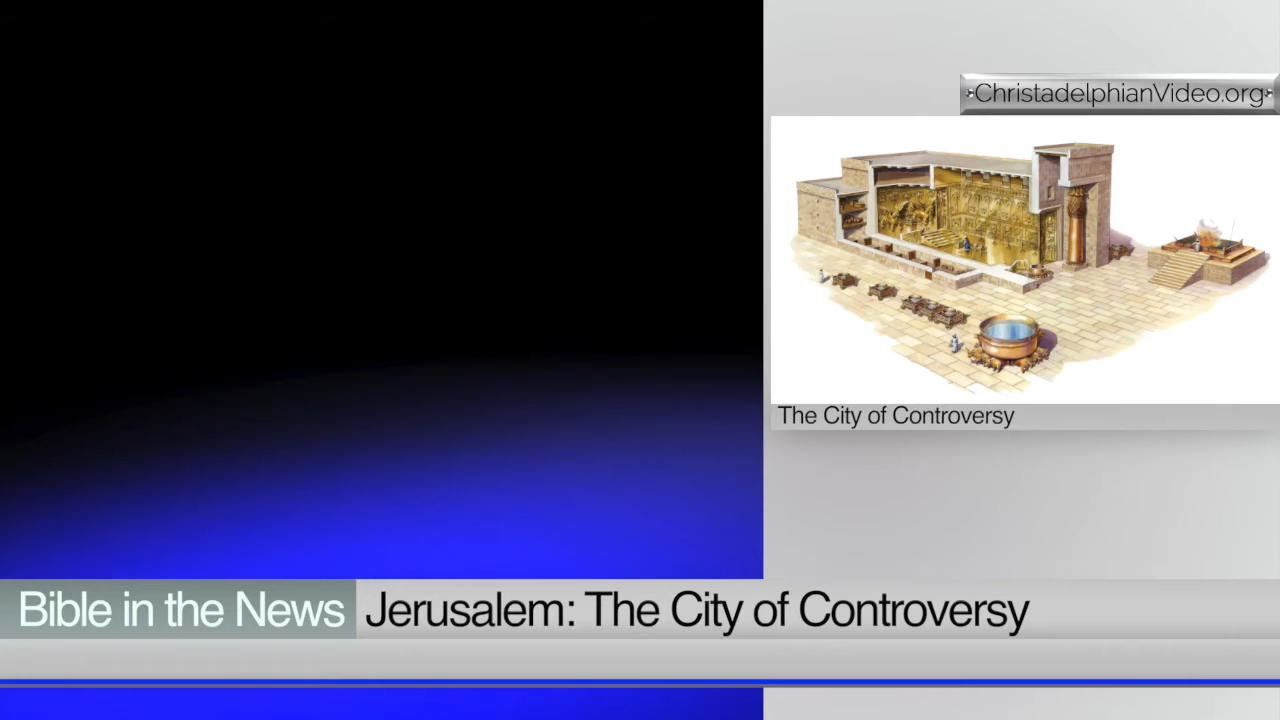 ChristadelphianVideo.org
The City of Controversy
Bible in the News
Jerusalem: The City of Controversy